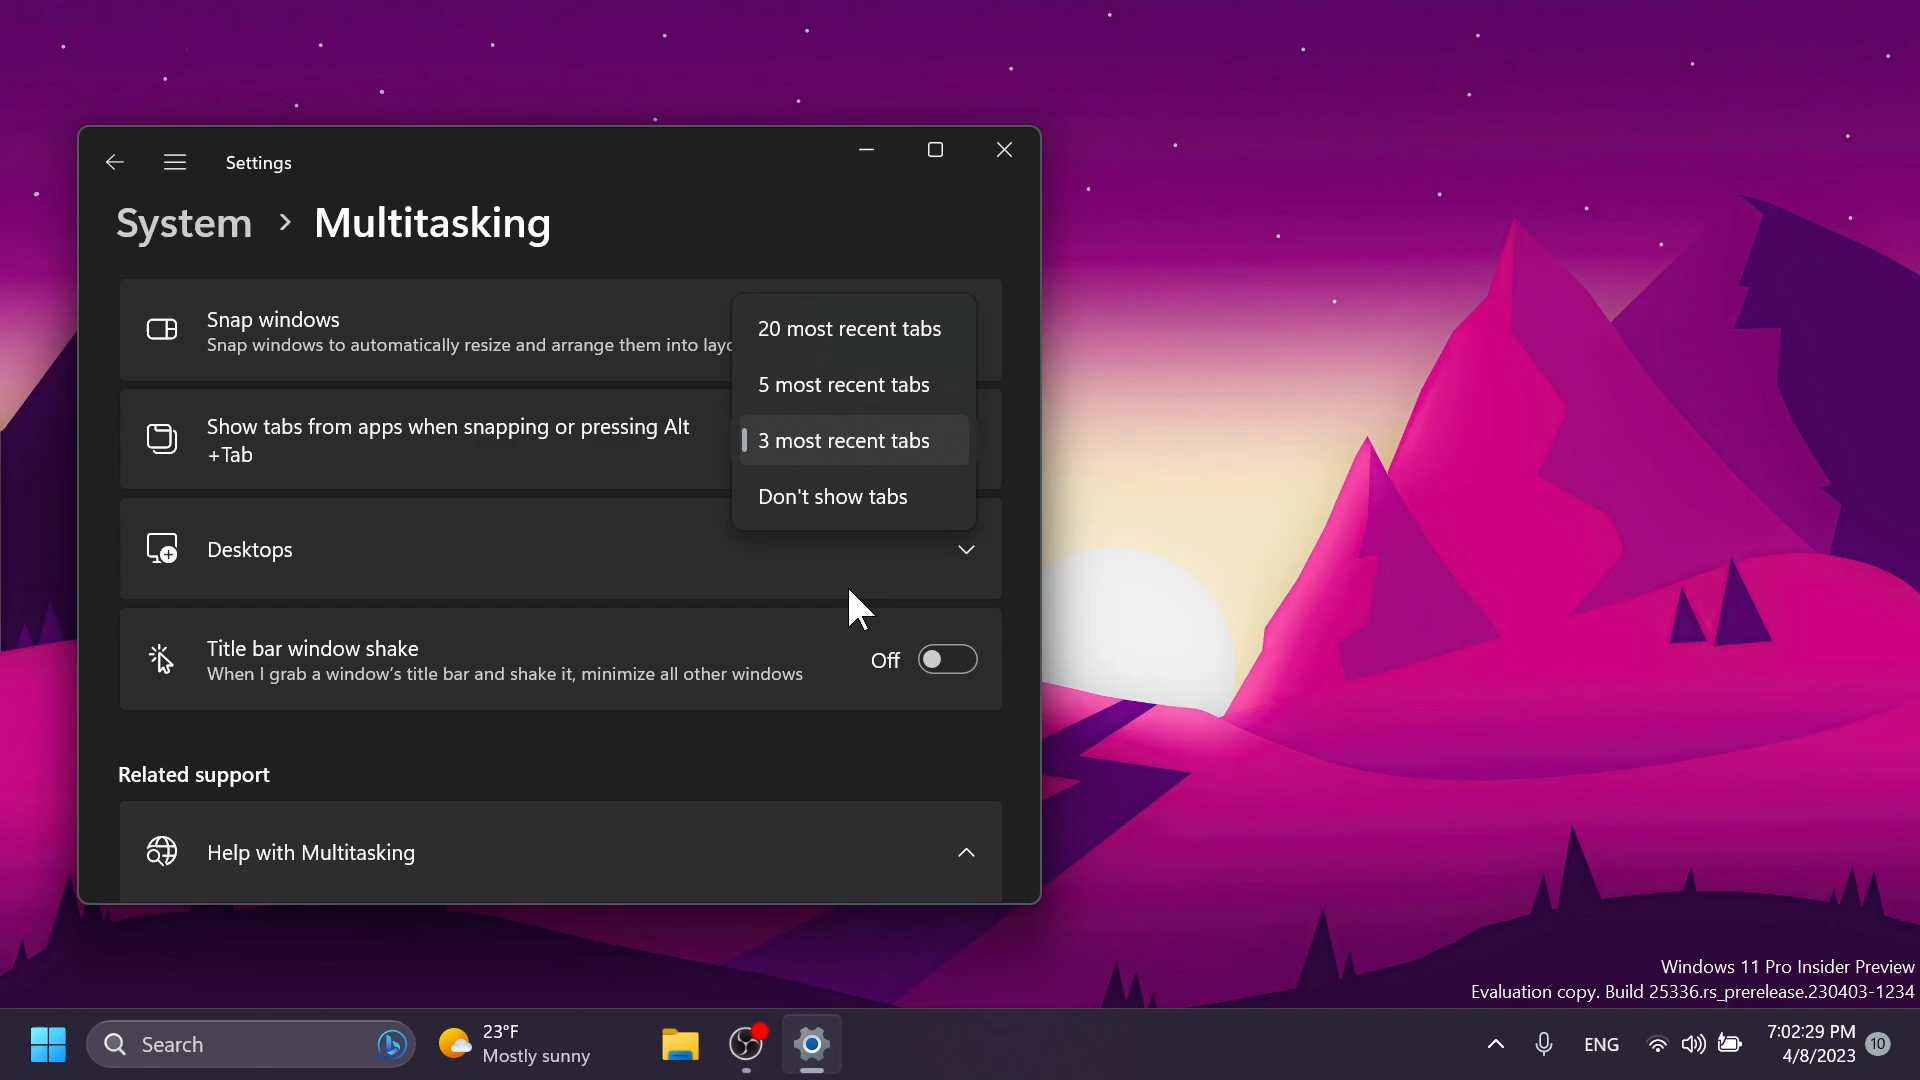 Settings
System > Multitasking
Snap windows
Snap windows to automatically resize and arrange them into
Show tabs from apps when snapping or pressing Alt
+Tab
20 most recent tabs
5 most recent tabs
3 most recent tabs
Don't show tabs
Desktops
Title bar window shake
When I grab a window's title bar and shake it, minimize all other windows
Off
Related support
Help with Multitasking
Windows 11 Pro Insider Preview
Evaluation copy. Build 25336.rs_prerelease.230403-1234
Search
23°F
Mostly sunny
ENG
7:02:29 PM
4/8/2023
10